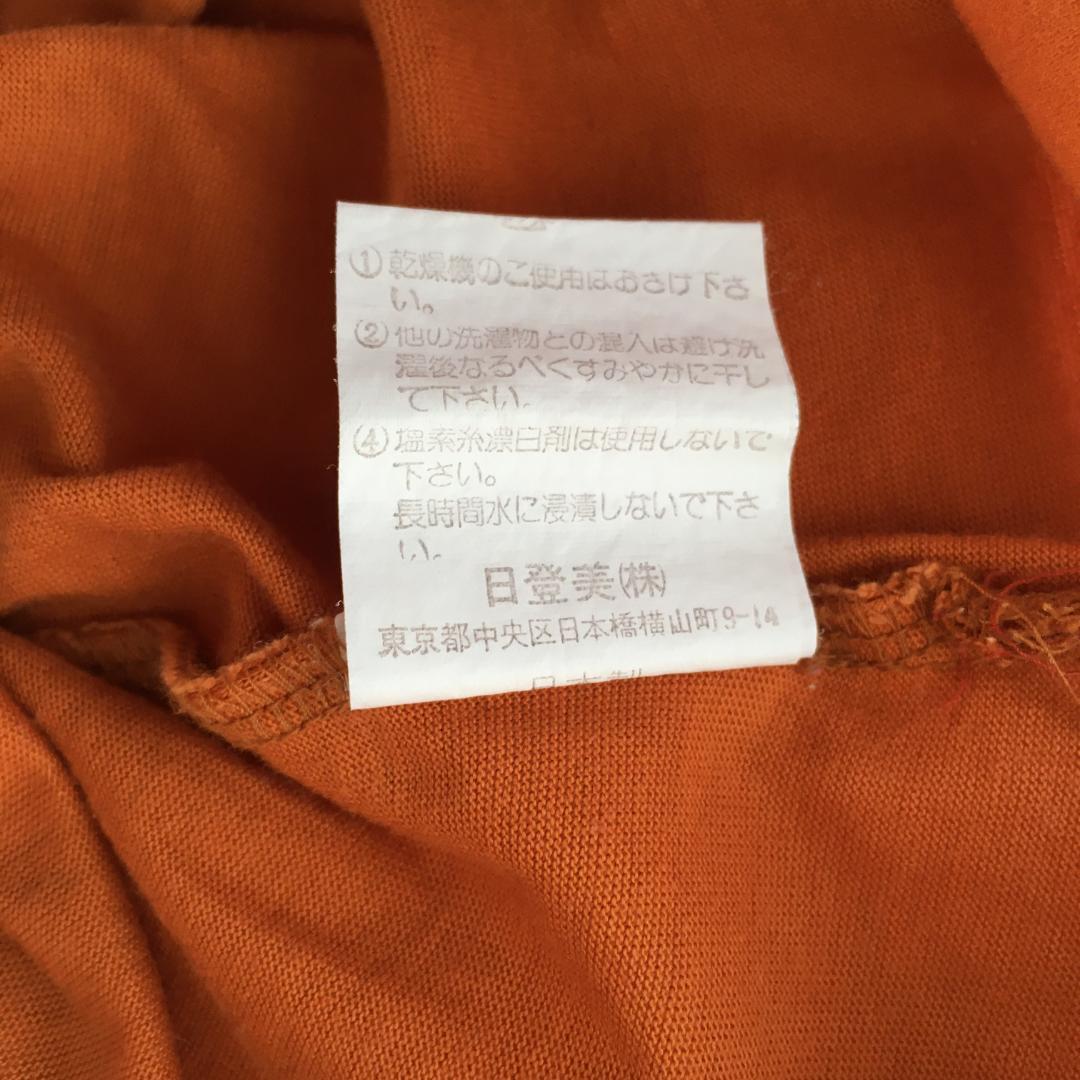 ①乾燥機のご使用はおさけ下さ
い。
②他の洗濯物との混入は避け洗
濯後なるべくすみやかに干し
て下さい。
④塩素糸漂白剤は使用しないで
下さい。
長時間水に浸漬しないで下さ
い。
日登美㈱
東京都中央区日本橋横山町9-14
日本製